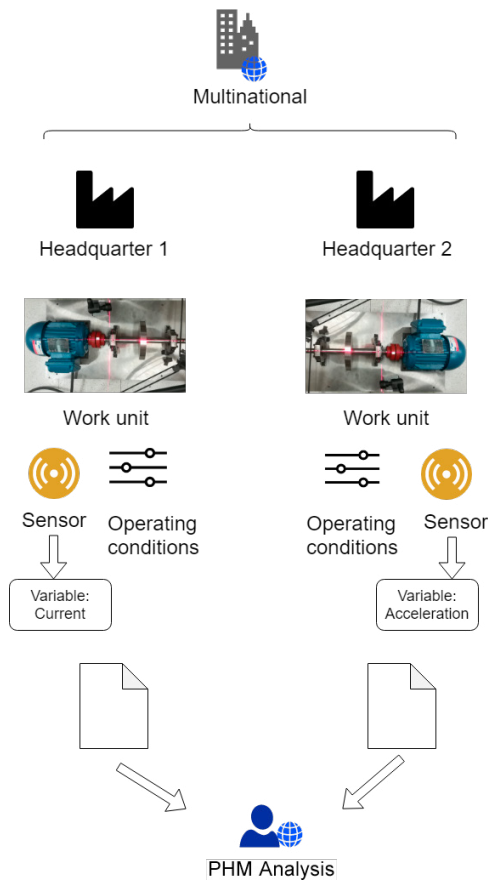 Multinational
Headquarter 1
Headquarter 2
Work unit
Work unit
Sensor
Operating
conditions
Operating
conditions
Sensor
Variable:
Current
Variable:
Acceleration
PHM Analysis